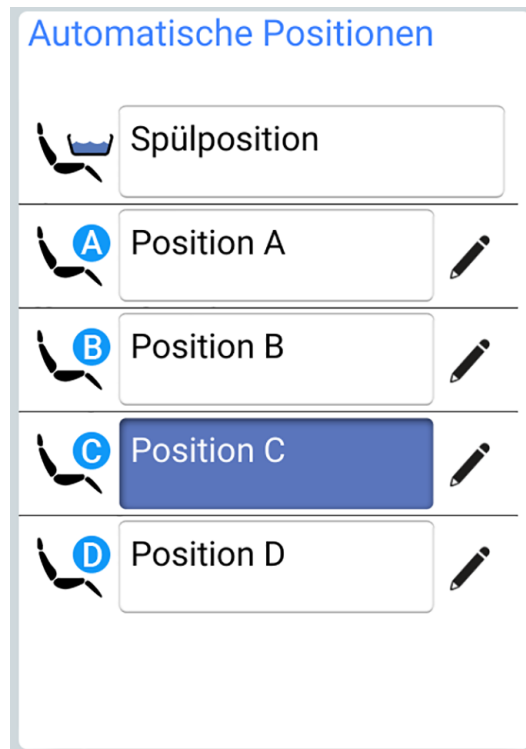 Automatische Positionen
Spülposition
A Position A
B Position B
C Position C
D Position D